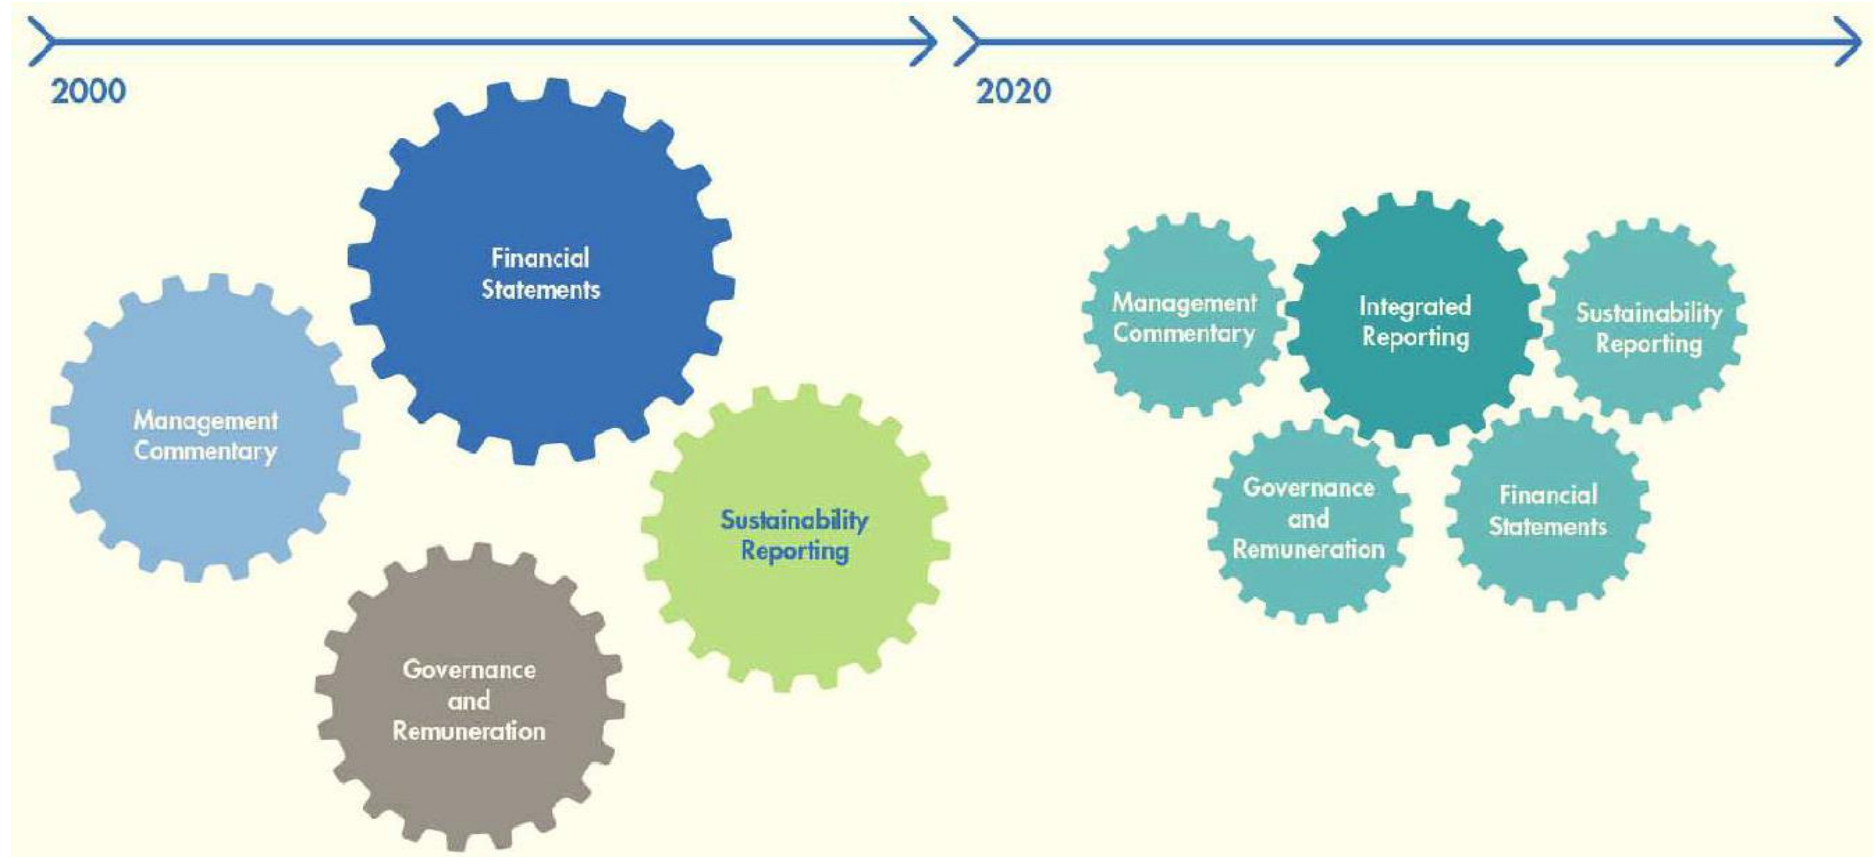 2000
2020
Financial
Statements
Management
Commentary
Sustainability
Reporting
Governance
and
Remuneration
Management
Commentary
Integrated
Reporting
Sustainability
Reporting
Governance
and
Remuneration
Financial
Statements